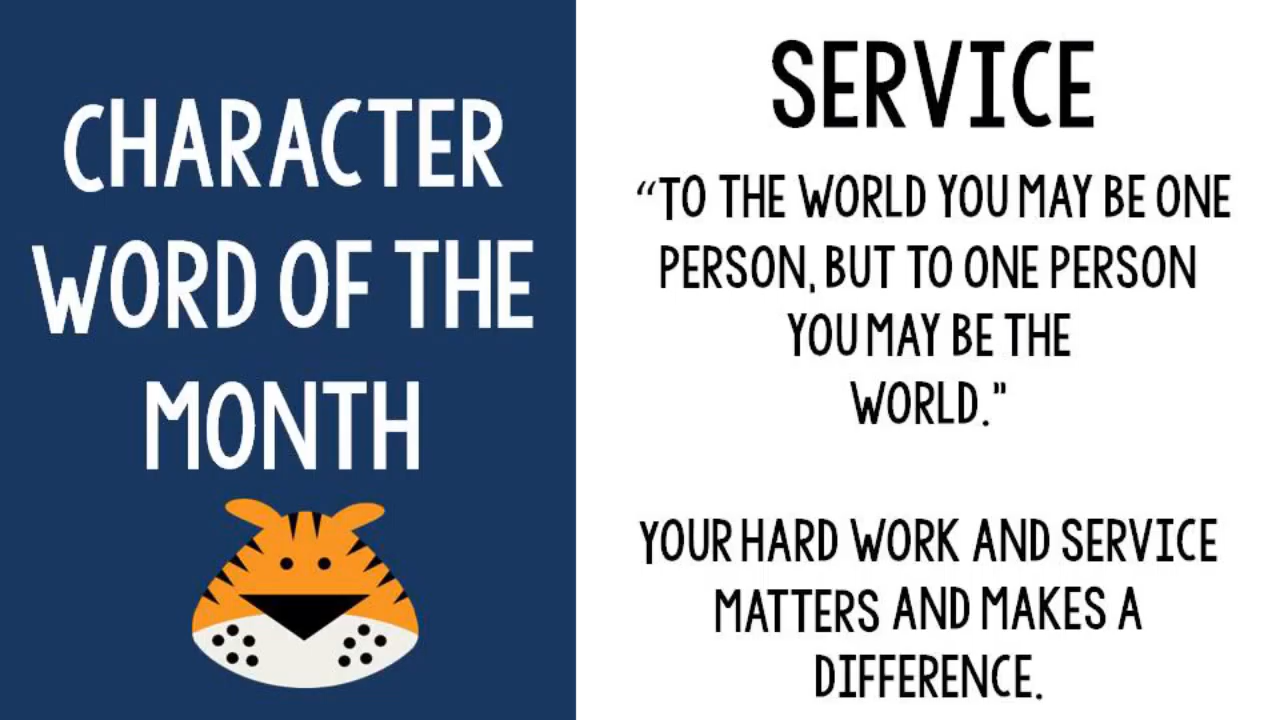 CHARACTER
WORD OF THE
MONTH
SERVICE
“TO THE WORLD YOU MAY BE ONE
PERSON, BUT TO ONE PERSON
YOU MAY BE THE
WORLD."
YOUR HARD WORK AND SERVICE
MATTERS AND MAKES A
DIFFERENCE.